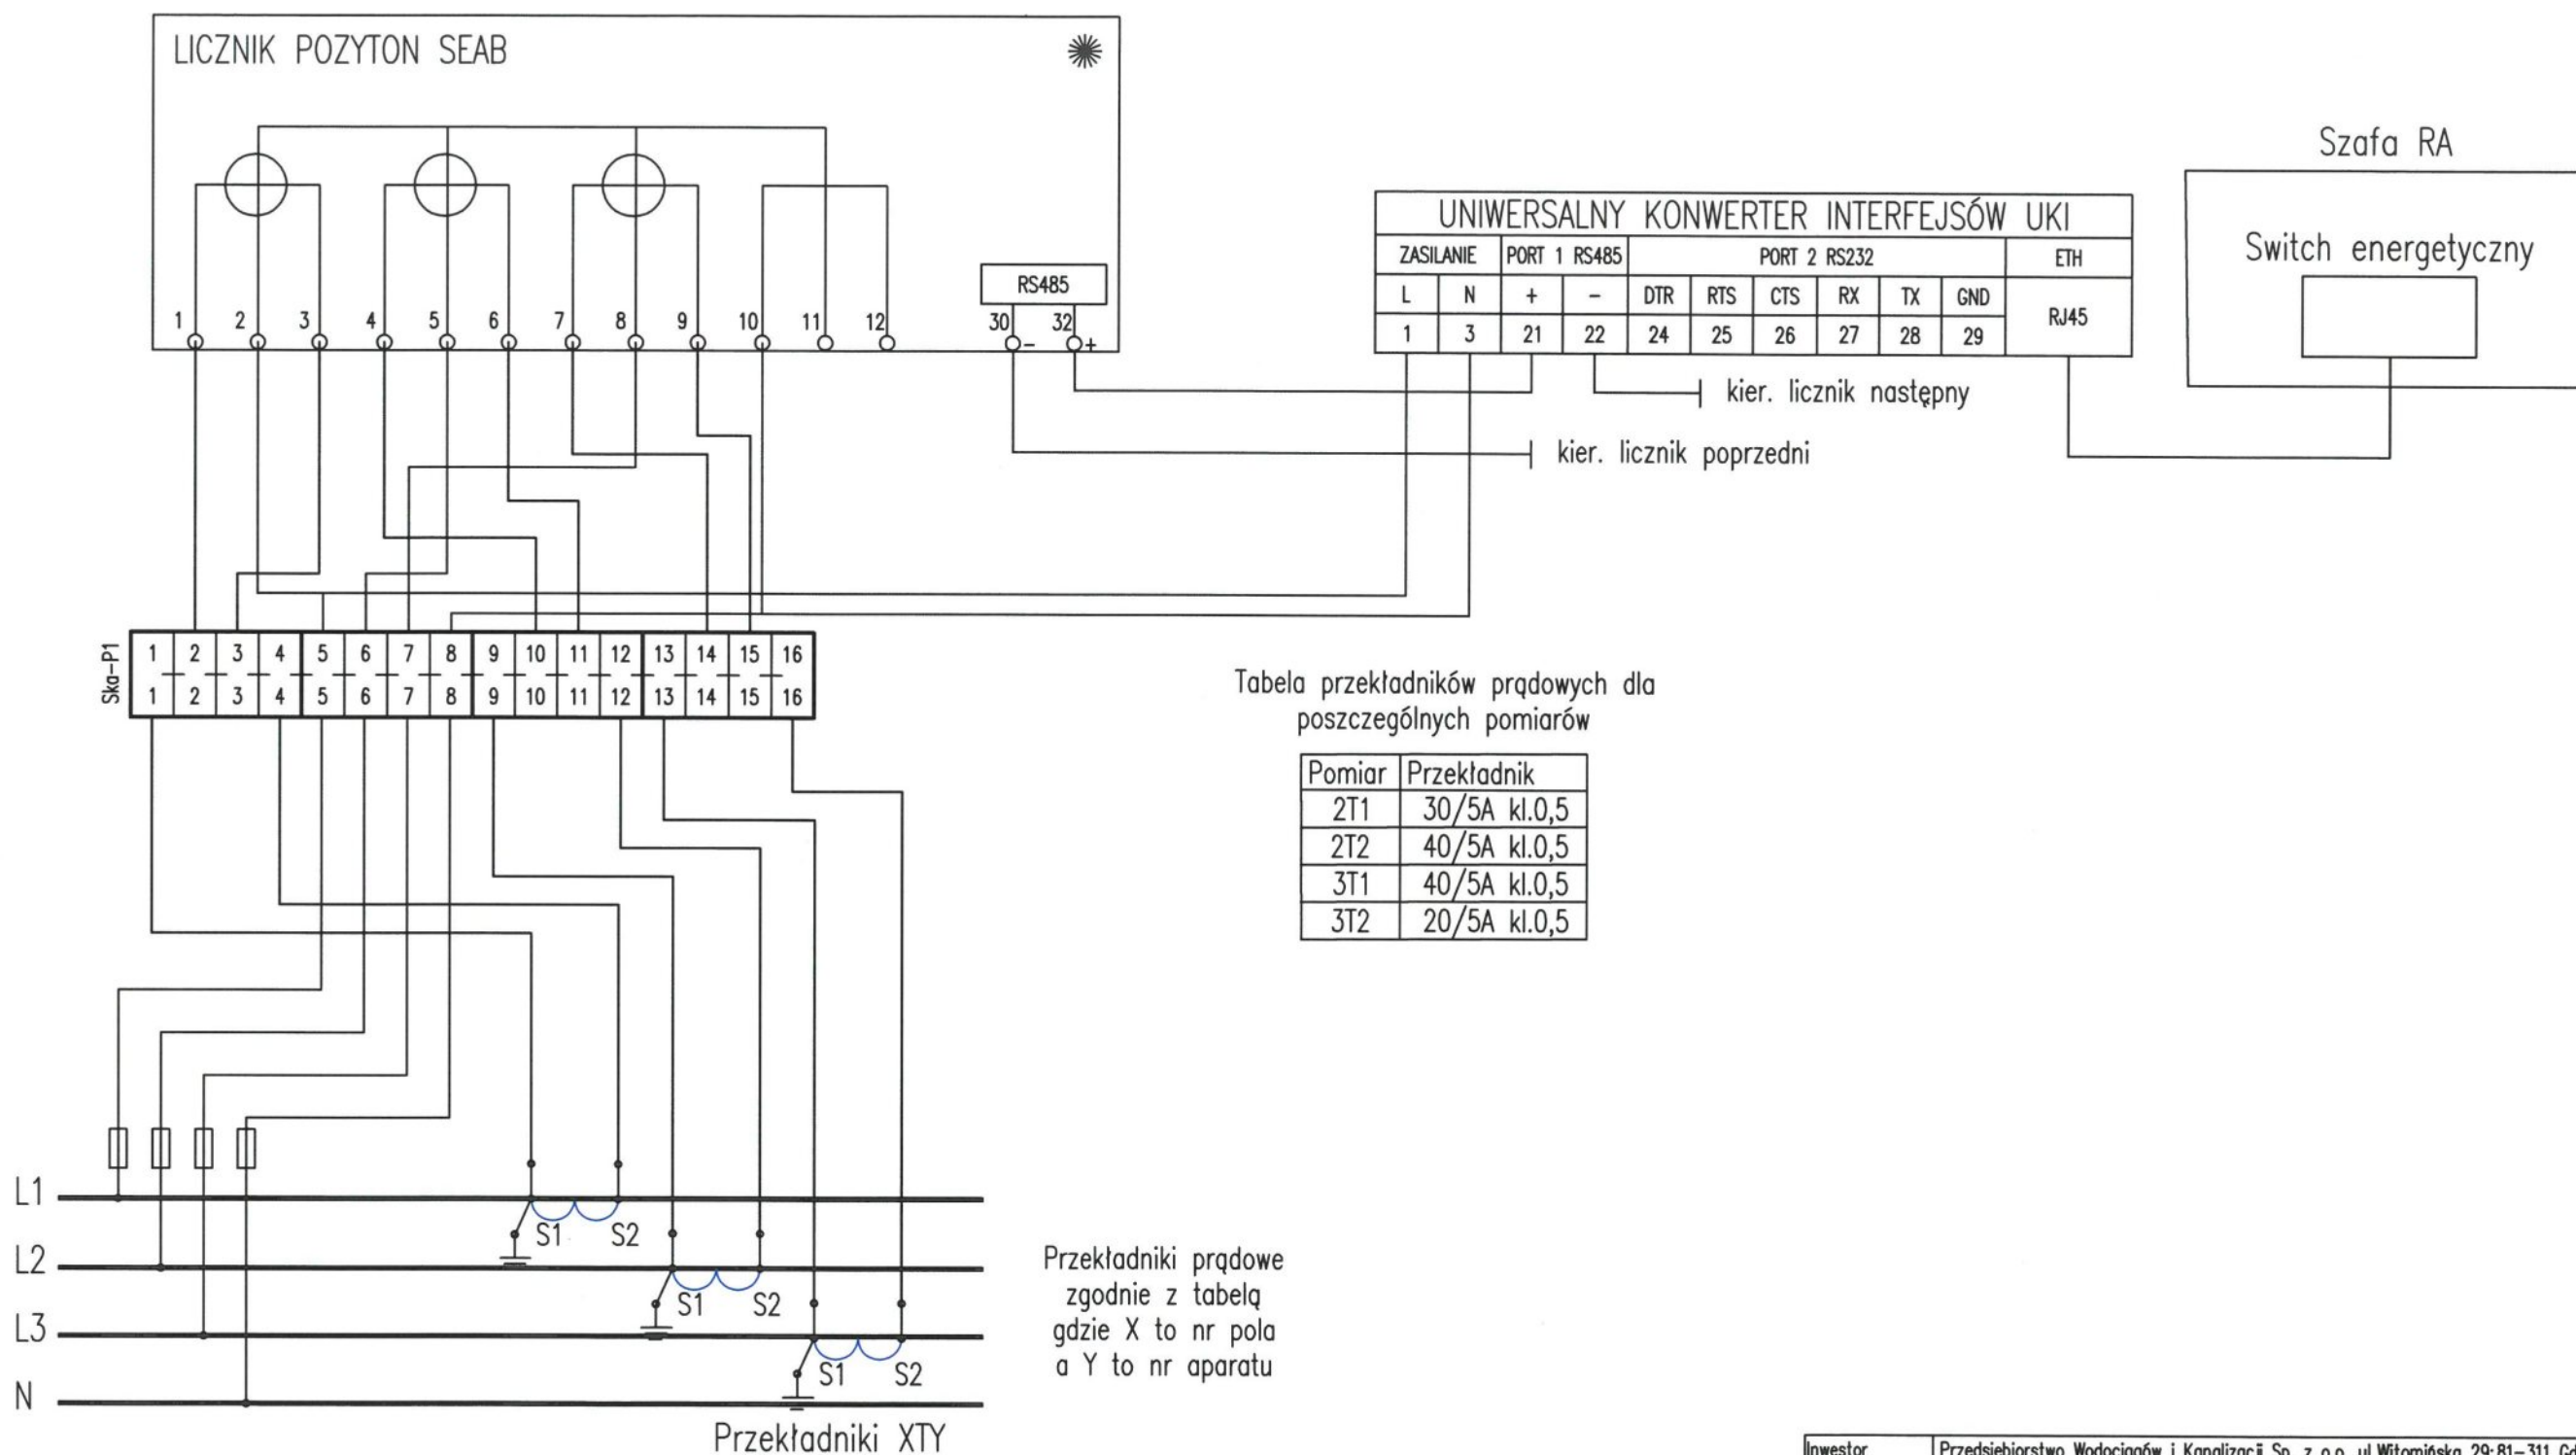 LICZNIK POZYTON SEAB
1 2 3 4 5 6 7 8 9 10 11 12
RS485
30 32
- +
UNIWERSALNY KONWERTER INTERFEJSÓW UKI
ZASILANIE PORT 1 RS485 PORT 2 RS232 ETH
L N + - DTR RTS CTS RX TX GND RJ45
1 3 21 22 24 25 26 27 28 29
Szafa RA
Switch energetyczny
kier. licznik następny
kier. licznik poprzedni
Ska-P1
1 2 3 4 5 6 7 8 9 10 11 12 13 14 15 16
1 2 3 4 5 6 7 8 9 10 11 12 13 14 15 16
Tabela przekładników prądowych dla
poszczególnych pomiarów
Pomiar Przekładnik
2T1 30/5A kl.0,5
2T2 40/5A kl.0,5
3T1 40/5A kl.0,5
3T2 20/5A kl.0,5
L1
S1 S2
L2
S1 S2
L3
S1 S2
N
Przekładniki prądowe
zgodnie z tabelą
gdzie X to nr pola
a Y to nr aparatu
Przekładniki XTY
Inwestor Przedsiębiorstwo Wodociągów i Kanalizacji Sp. z o.o. ul.Witomińska 29; 81-311